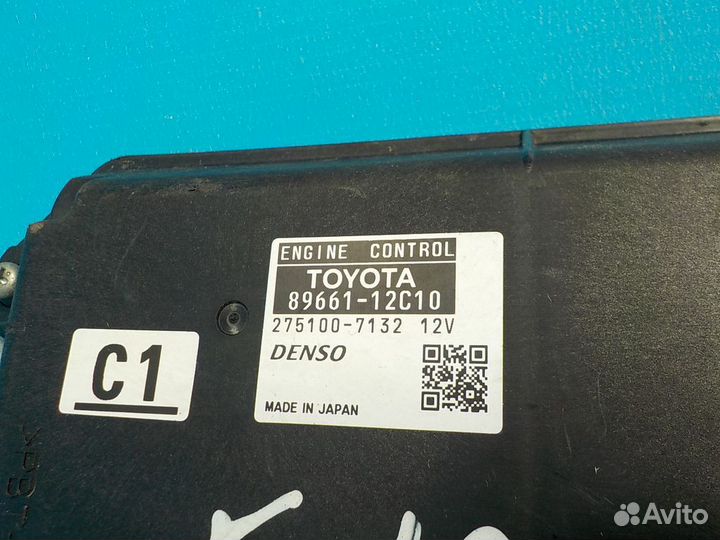 ENGINE CONTROL
TOYOTA
89661-12C10
275100-7132 12V
DENSO
MADE IN JAPAN
C1
Avito